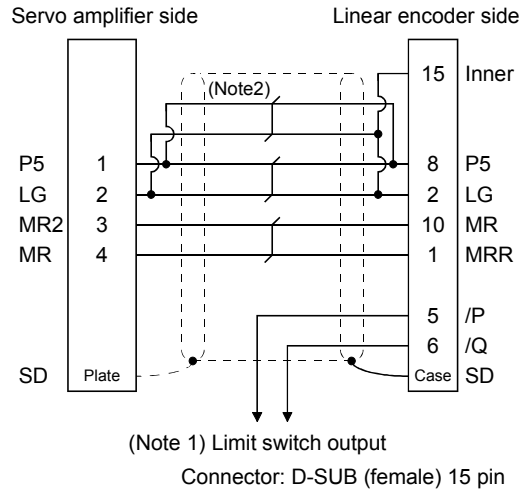 Servo amplifier side Linear encoder side
15 Inner
(Note2)
P5 1 8 P5
LG 2 2 LG
MR2 3 10 MR
MR 4 1 MRR
5 /P
6 /Q
SD Plate Case SD
(Note 1) Limit switch output
Connector: D-SUB (female) 15 pin